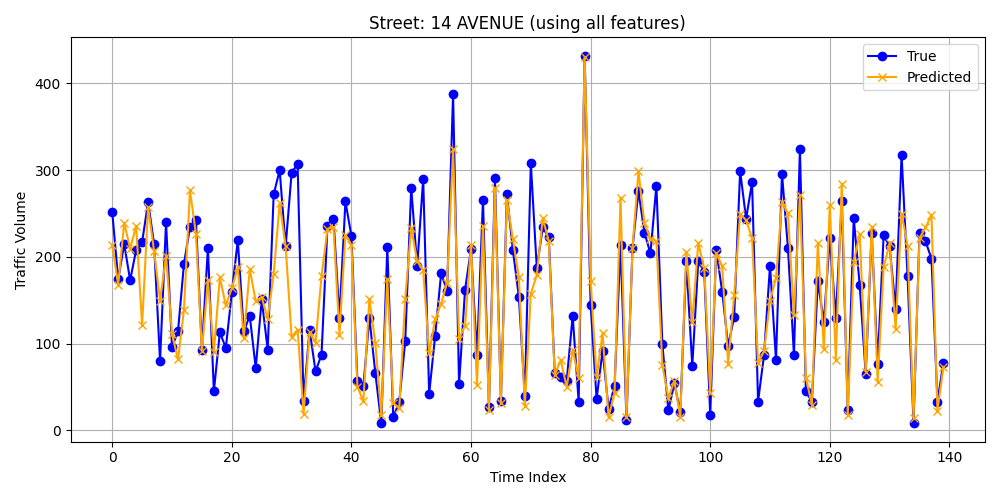 Street: 14 AVENUE (using all features)
True
Predicted
Traffic Volume
400
300
200
100
0
0 20 40 60 80 100 120 140
Time Index